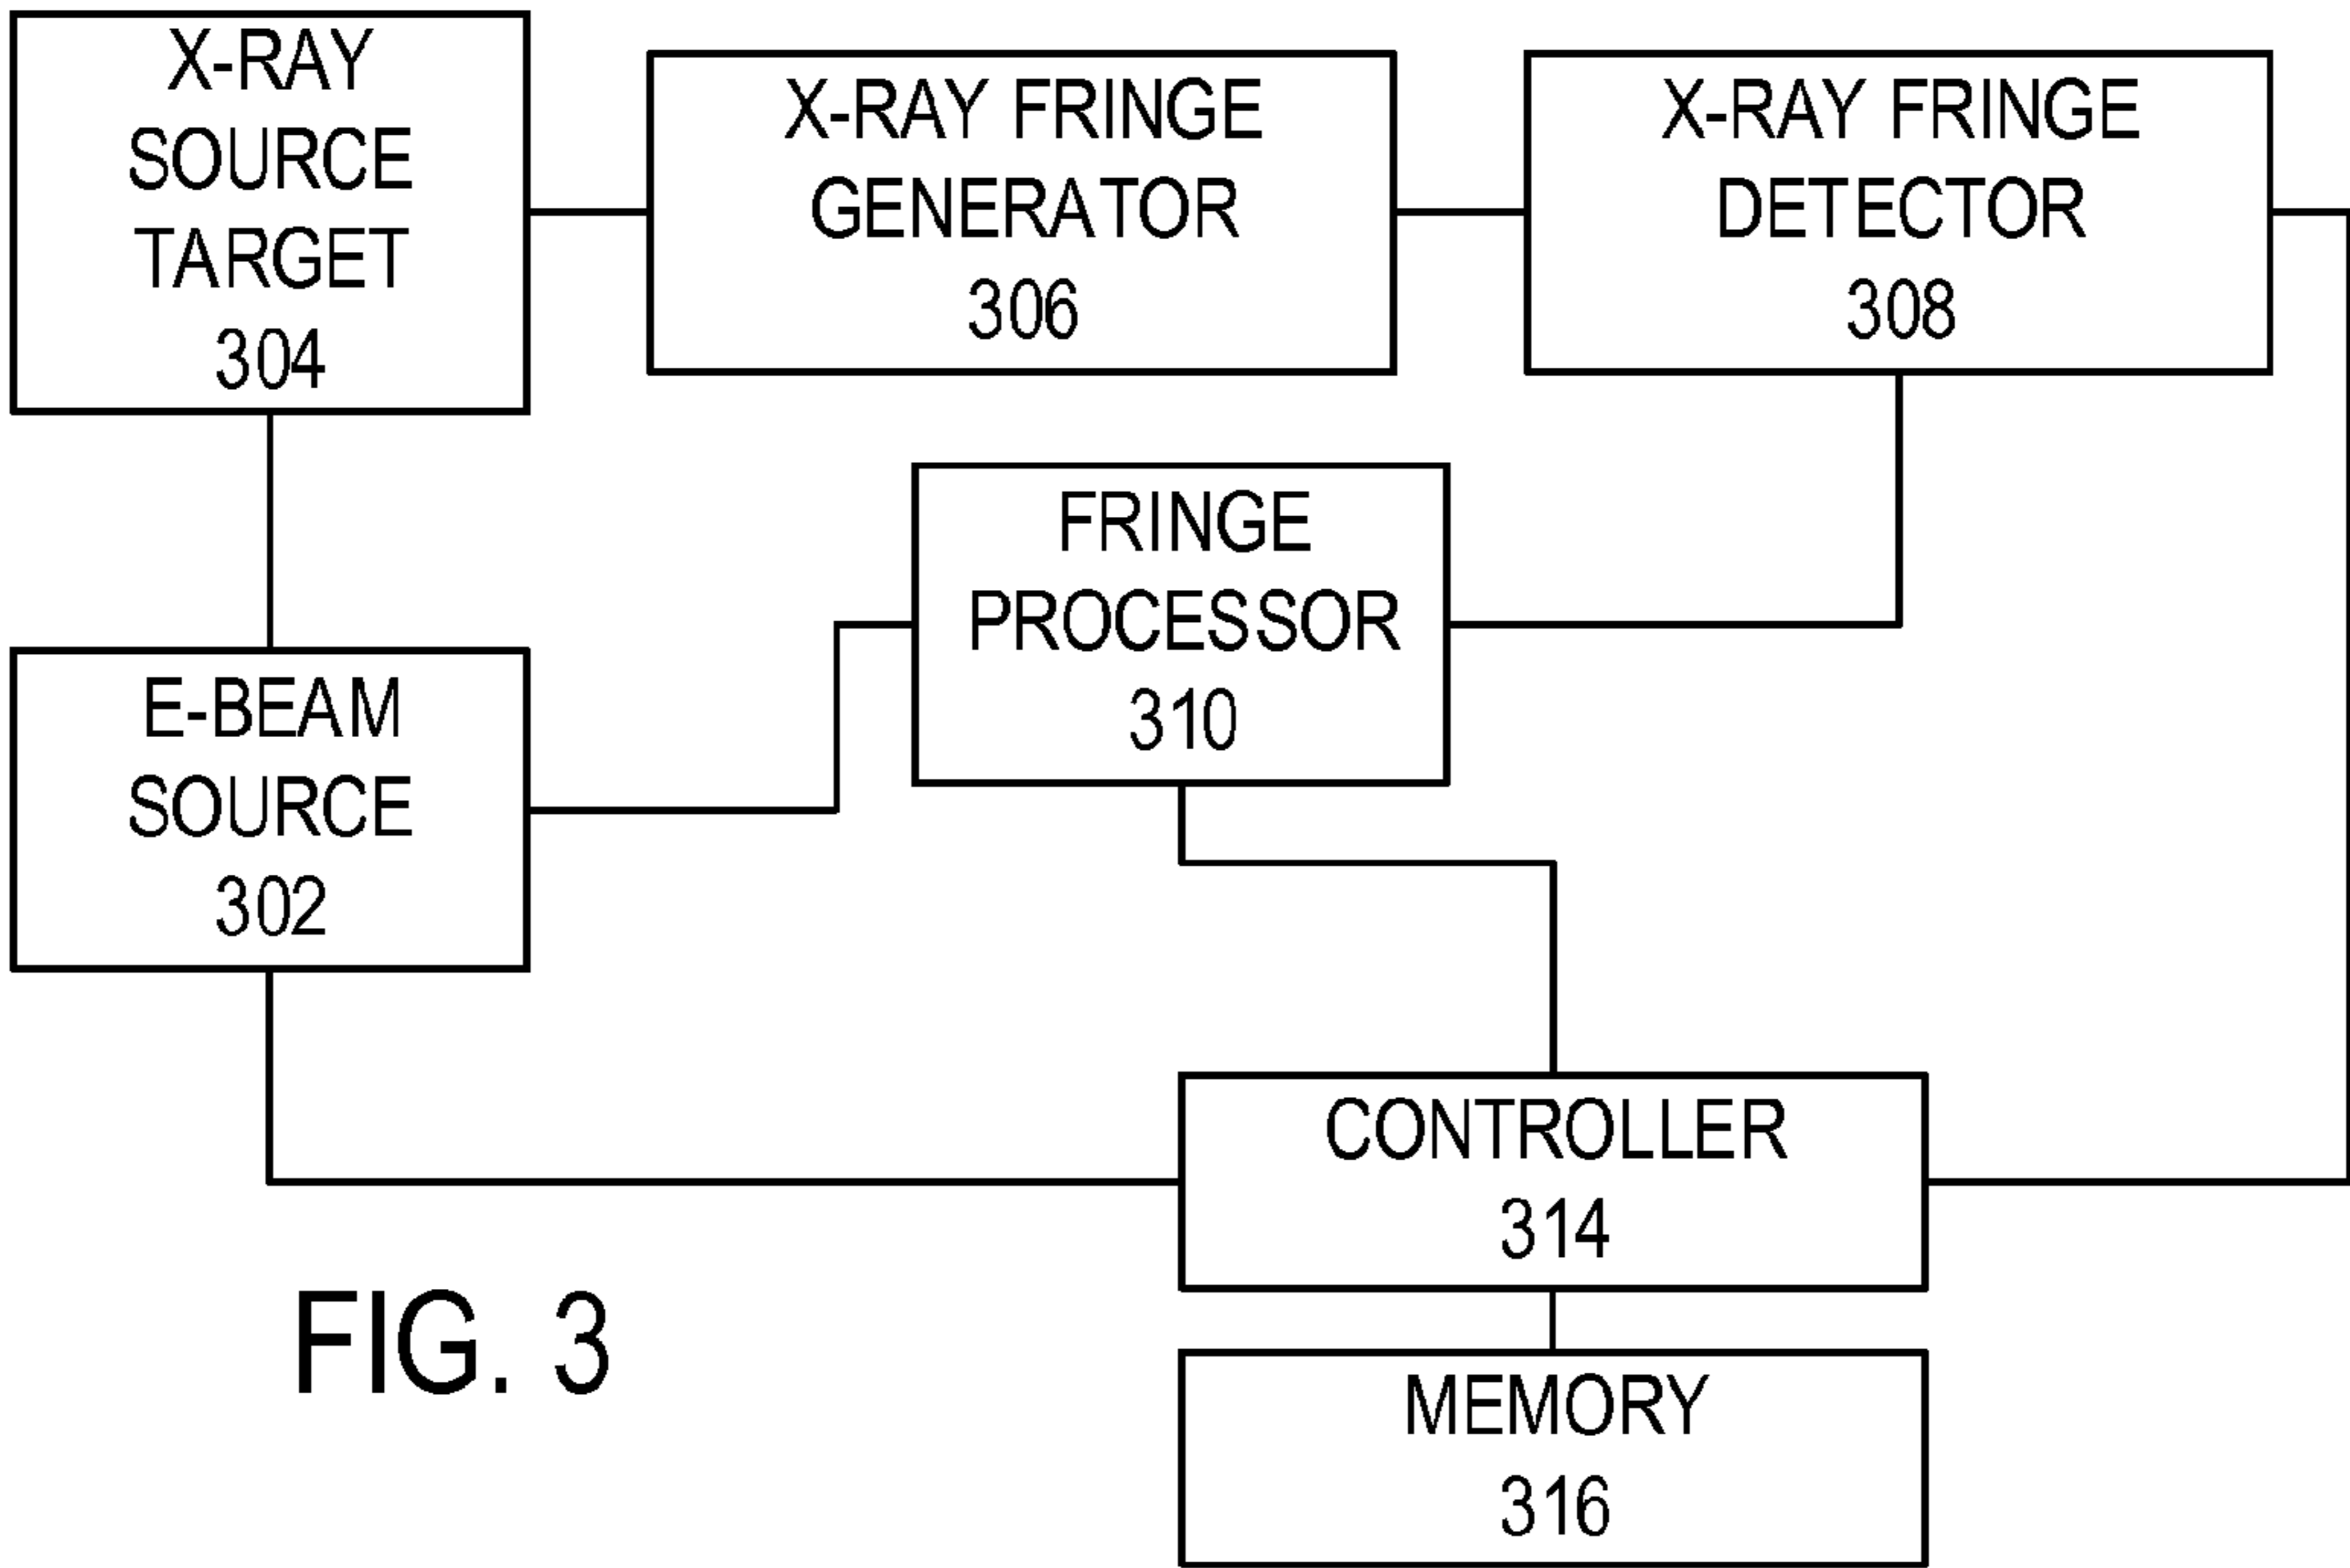 X-RAY
SOURCE
TARGET
304
X-RAY FRINGE
GENERATOR
306
X-RAY FRINGE
DETECTOR
308
FRINGE
PROCESSOR
310
E-BEAM
SOURCE
302
CONTROLLER
314
MEMORY
316
FIG. 3